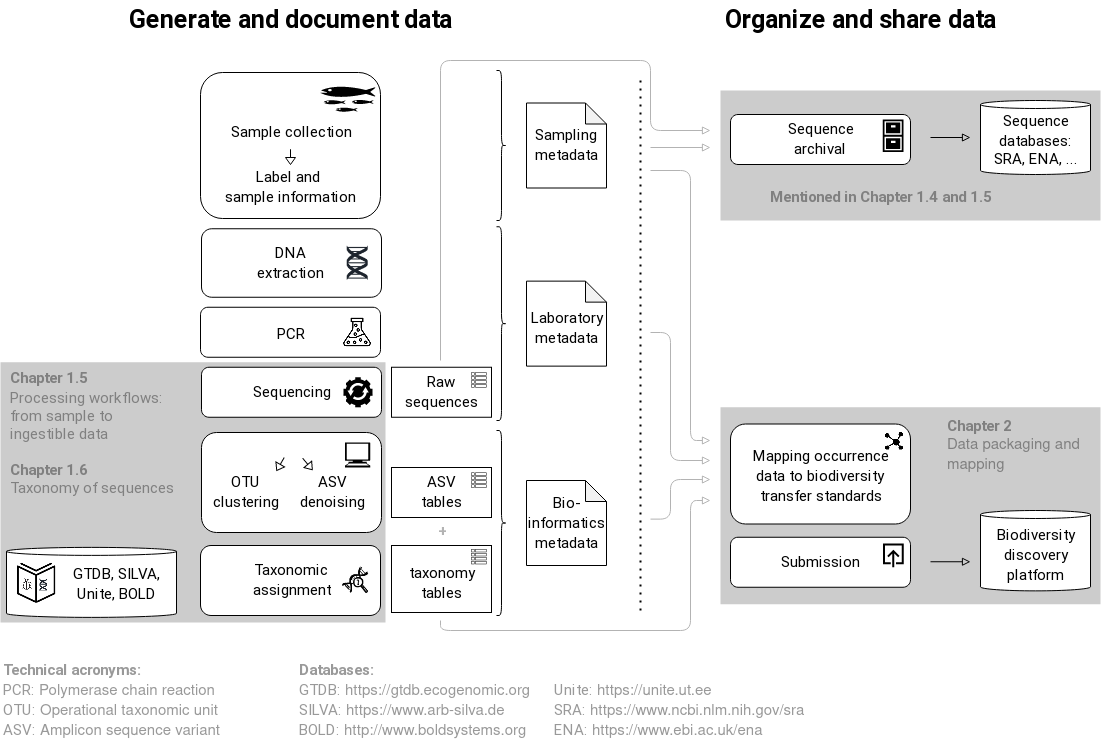 Generate and document data
Organize and share data
Sample collection
Label and
sample information
DNA
extraction
PCR
Chapter 1.5
Processing workflows:
from sample to
ingestible data
Chapter 1.6
Taxonomy of sequences
Sequencing
OTU
clustering
ASV
denoising
GTDB, SILVA,
Unite, BOLD
Taxonomic
assignment
Raw
sequences
ASV
tables
+
taxonomy
tables
Sampling
metadata
Laboratory
metadata
Bio-
informatics
metadata
Sequence
archival
Sequence
databases:
SRA, ENA, ...
Mentioned in Chapter 1.4 and 1.5
Mapping occurrence
data to biodiversity
transfer standards
Chapter 2
Data packaging and
mapping
Submission
Biodiversity
discovery
platform
Technical acronyms:
PCR: Polymerase chain reaction
OTU: Operational taxonomic unit
ASV: Amplicon sequence variant
Databases:
GTDB: https://gtdb.ecogenomic.org
SILVA: https://www.arb-silva.de
BOLD: http://www.boldsystems.org
Unite: https://unite.ut.ee
SRA: https://www.ncbi.nlm.nih.gov/sra
ENA: https://www.ebi.ac.uk/ena